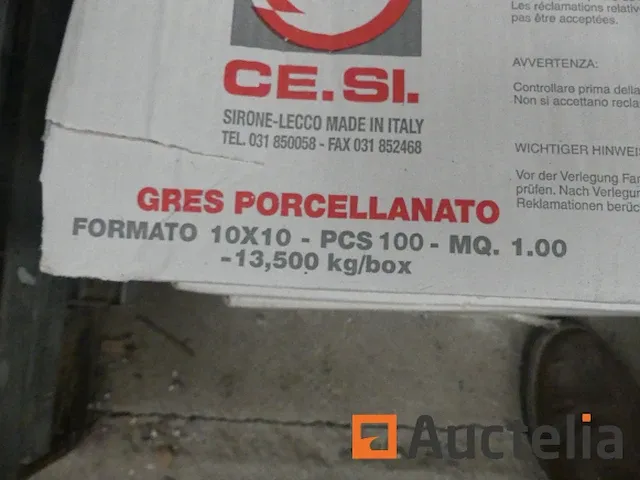 Les réclamations relativ
pas être acceptées.
AVVERTENZA:
Controllare prima della
Non si accettano recla
WICHTIGER HINWEIS
Vor der Verlegung Far
prüfen. Nach Verlegun
Reklamationen berüc
CE.SI.
SIRONE-LECCO MADE IN ITALY
TEL. 031 850058 - FAX 031 852468
GRES PORCELLANATO
FORMATO 10X10 - PCS 100 - MQ. 1.00
-13,500 kg/box
Auctelia